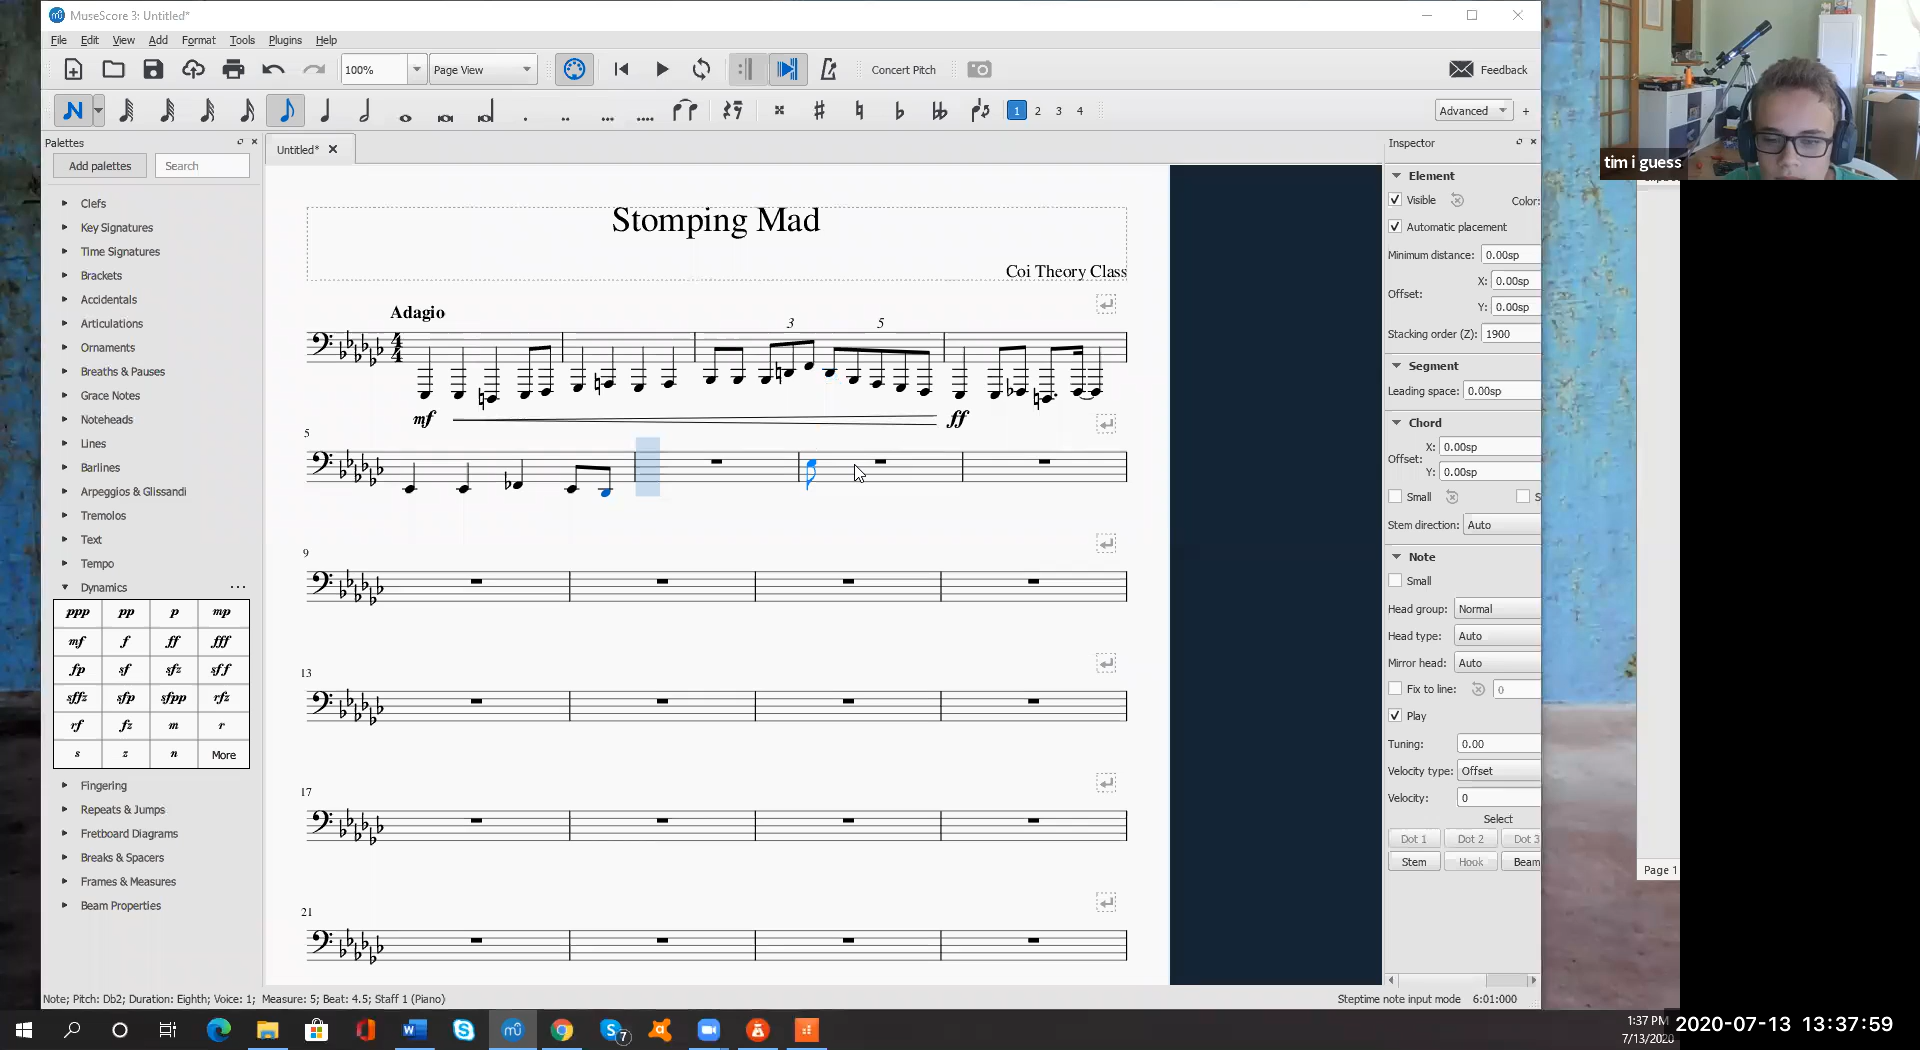 MuseScore 3: Untitled*
File Edit View Add Format Tools Plugins Help
100% Page View Concert Pitch Feedback
1 2 3 4 Advanced +
Palettes
Add palettes Search
Clefs
Key Signatures
Time Signatures
Brackets
Accidentals
Articulations
Ornaments
Breaths & Pauses
Grace Notes
Noteheads
Lines
Barlines
Arpeggios & Glissandi
Tremolos
Text
Tempo
Dynamics ...
ppp pp p mp
mf f ff fff
fp sf sfz sff
sffz sfp sfpp rfz
rf fz m r
s z n More
Fingering
Repeats & Jumps
Fretboard Diagrams
Breaks & Spacers
Frames & Measures
Beam Properties
Untitled*
Stomping Mad
Coi Theory Class
Adagio
4
4
3 5
mf ff
5
9
13
17
21
Inspector
Element
Visible Color:
Automatic placement
Minimum distance: 0.00sp
X: 0.00sp
Offset:
Y: 0.00sp
Stacking order (Z): 1900
Segment
Leading space: 0.00sp
Chord
X: 0.00sp
Offset:
Y: 0.00sp
Small S
Stem direction: Auto
Note
Small
Head group: Normal
Head type: Auto
Mirror head: Auto
Fix to line: 0
Play
Tuning: 0.00
Velocity type: Offset
Velocity: 0
Select
Dot 1 Dot 2 Dot 3
Stem Hook Beam
Note; Pitch: Db2; Duration: Eighth; Voice: 1; Measure: 5; Beat: 4.5; Staff 1 (Piano)
Steptime note input mode 6:01:000
tim i guess
Page 1
7
1:37 PM
7/13/2020
2020-07-13 13:37:59